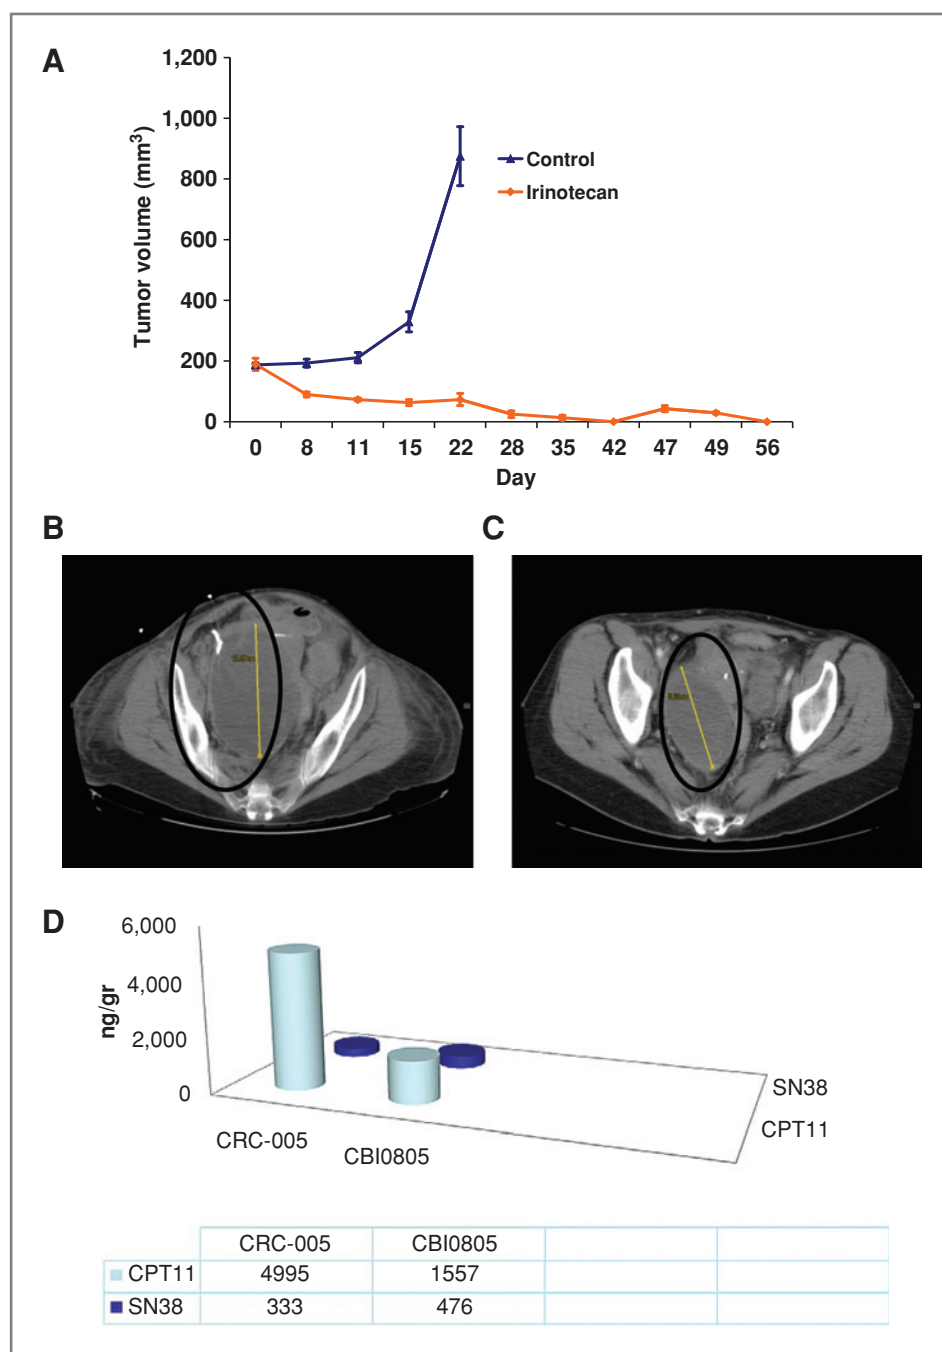 A
1,200
1,000
800
600
400
200
0
Tumor volume (mm³)
Control
Irinotecan
0 8 11 15 22 28 35 42 47 49 56
Day
B
C
D
6,000
4,000
2,000
0
ng/gr
SN38
CPT11
CRC-005
CBI0805
CRC-005 CBI0805
CPT11 4995 1557
SN38 333 476